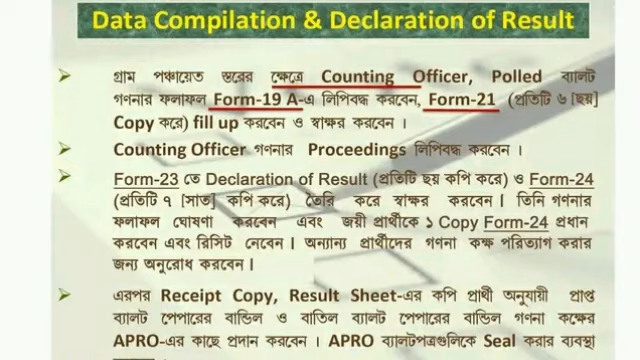 Data Compilation & Declaration of Result
গ্রাম পঞ্চায়েত স্তরের ক্ষেত্রে Counting Officer, Polled ব্যালট
গণনার ফলাফল Form-19 A-এ লিপিবদ্ধ করবেন, Form-21 (প্রতিটি ৬ [ছয়]
Copy করে) fill up করবেন ও স্বাক্ষর করবেন ।
Counting Officer গণনার Proceedings লিপিবদ্ধ করবেন ।
Form-23 তে Declaration of Result (প্রতিটি ছয় কপি করে) ও Form-24
(প্রতিটি ৭ [সাত] কপি করে) তৈরি করে স্বাক্ষর করবেন । তিনি গণনার
ফলাফল ঘোষণা করবেন এবং জয়ী প্রার্থীকে ১ Copy Form-24 প্রধান
করবেন এবং রিসিট নেবেন । অন্যান্য প্রার্থীদের গণনা কক্ষ পরিত্যাগ করার
জন্য অনুরোধ করবেন ।
এরপর Receipt Copy, Result Sheet-এর কপি প্রার্থী অনুযায়ী প্রাপ্ত
ব্যালট পেপারের বান্ডিল ও বাতিল ব্যালট পেপারের বান্ডিল গণনা কক্ষের
APRO-এর কাছে প্রদান করবেন । APRO ব্যালটপত্রগুলিকে Seal করার ব্যবস্থা